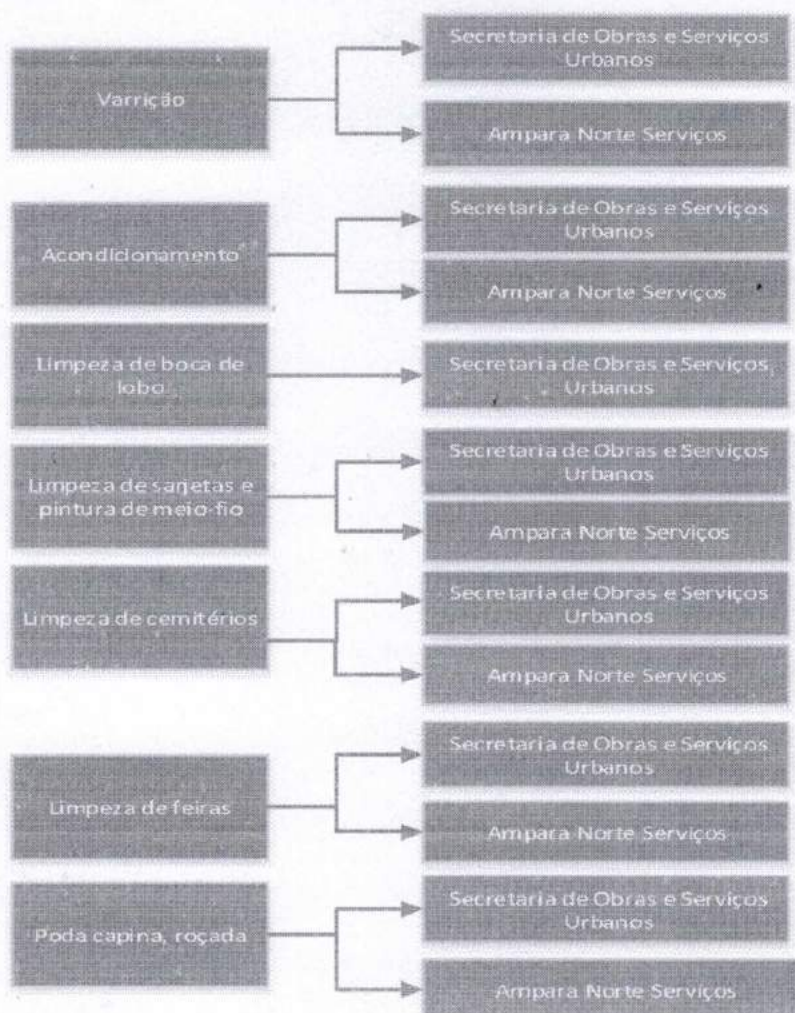 Varrição
Secretaria de Obras e Serviços
Urbanos
Ampara Norte Serviços
Acondicionamento
Secretaria de Obras e Serviços
Urbanos
Ampara Norte Serviços
Limpeza de boca de
lobo
Secretaria de Obras e Serviços
Urbanos
Limpeza de sarjetas e
pintura de meio-fio
Secretaria de Obras e Serviços
Urbanos
Ampara Norte Serviços
Limpeza de cemitérios
Secretaria de Obras e Serviços
Urbanos
Ampara Norte Serviços
Limpeza de feiras
Secretaria de Obras e Serviços
Urbanos
Ampara Norte Serviços
Poda capina, roçada
Secretaria de Obras e Serviços
Urbanos
Ampara Norte Serviços